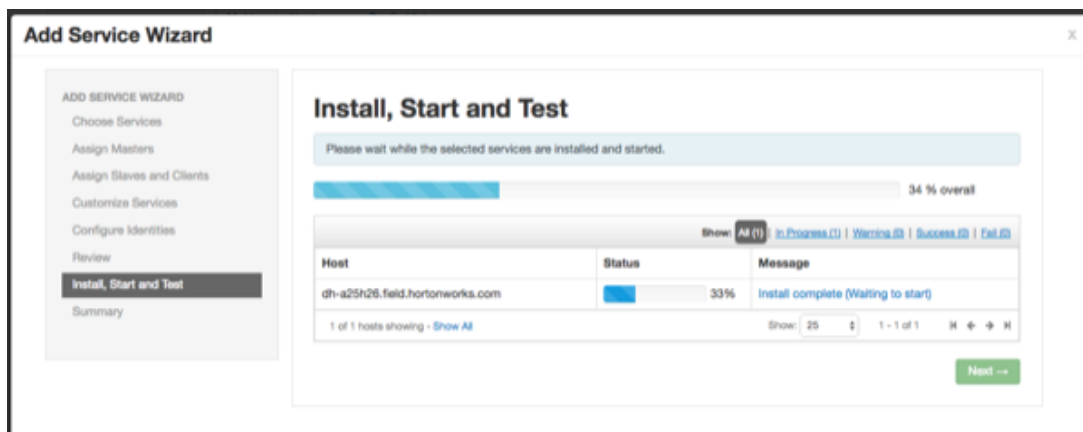 Add Service Wizard
X
ADD SERVICE WIZARD
Choose Services
Assign Masters
Assign Slaves and Clients
Customize Services
Configure Identities
Review
Install, Start and Test
Summary
Install, Start and Test
Please wait while the selected services are installed and started.
34 % overall
Show: All (1) | In Progress (1) | Warning (0) | Success (0) | Fail (0)
Host Status Message
dh-a25h26.field.hortonworks.com 33% Install complete (Waiting to start)
1 of 1 hosts showing - Show All Show: 25 1 - 1 of 1
Next →